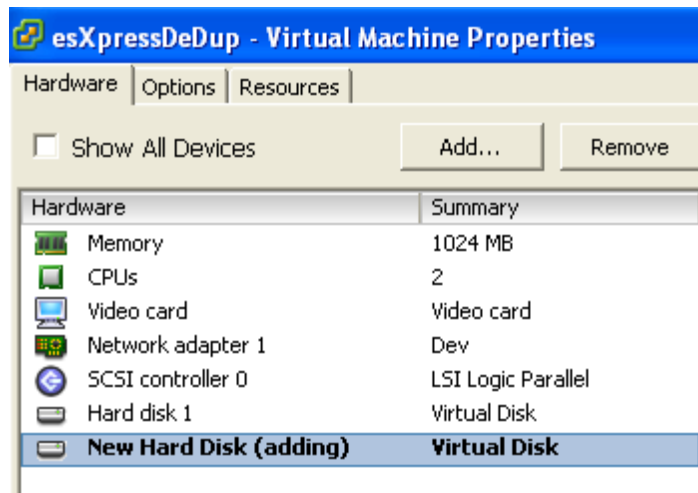 esXpressDeDup - Virtual Machine Properties
Hardware Options Resources
Show All Devices Add... Remove
Hardware Summary
Memory 1024 MB
CPUs 2
Video card Video card
Network adapter 1 Dev
SCSI controller 0 LSI Logic Parallel
Hard disk 1 Virtual Disk
New Hard Disk (adding) Virtual Disk